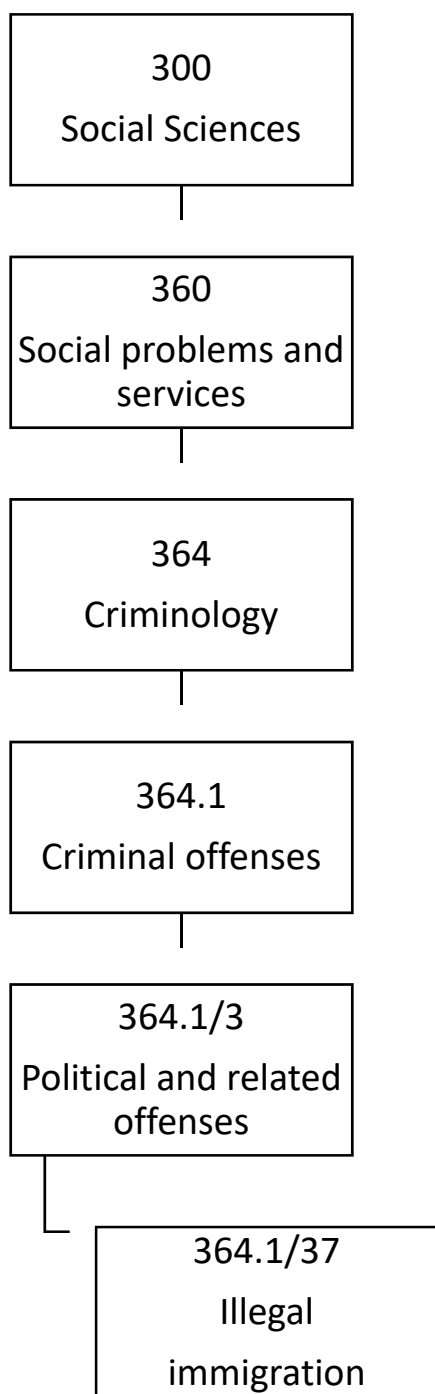 300
Social Sciences
360
Social problems and
services
364
Criminology
364.1
Criminal offenses
364.1/3
Political and related
offenses
364.1/37
Illegal
immigration